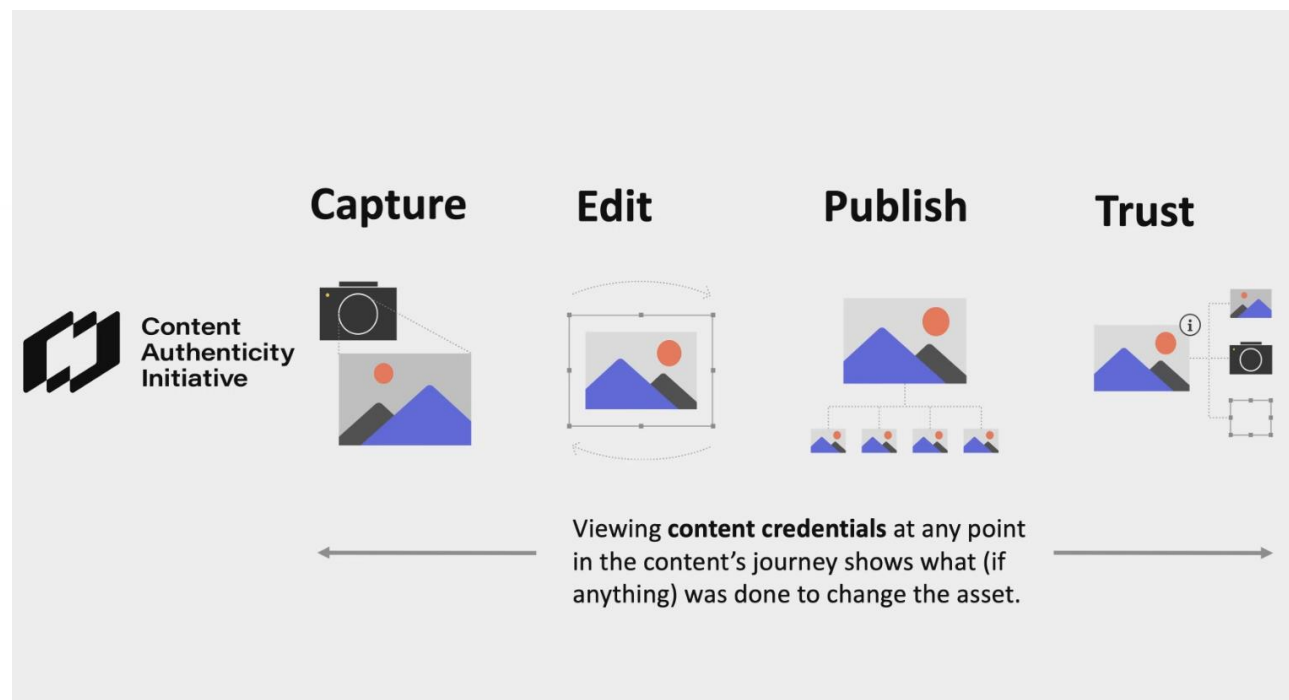 Capture
Edit
Publish
Trust
Content
Authenticity
Initiative
i
Viewing content credentials at any point
in the content’s journey shows what (if
anything) was done to change the asset.